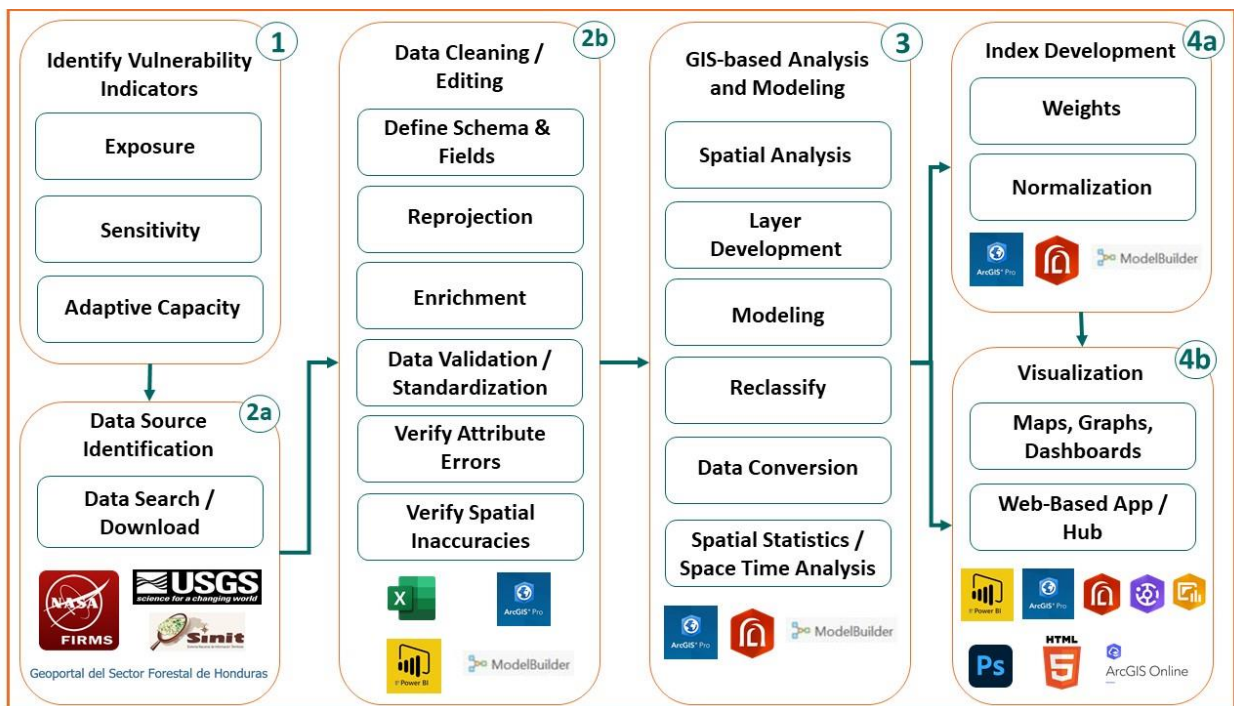 1
Identify Vulnerability
Indicators
Exposure
Sensitivity
Adaptive Capacity
2a
Data Source
Identification
Data Search /
Download
NASA
FIRMS
USGS
science for a changing world
Sinit
Geoportal del Sector Forestal de Honduras
2b
Data Cleaning /
Editing
Define Schema &
Fields
Reprojection
Enrichment
Data Validation /
Standardization
Verify Attribute
Errors
Verify Spatial
Inaccuracies
X
ArcGIS® Pro
Power BI
ModelBuilder
3
GIS-based Analysis
and Modeling
Spatial Analysis
Layer
Development
Modeling
Reclassify
Data Conversion
Spatial Statistics /
Space Time Analysis
ArcGIS® Pro
ModelBuilder
4a
Index Development
Weights
Normalization
ArcGIS® Pro
ModelBuilder
4b
Visualization
Maps, Graphs,
Dashboards
Web-Based App /
Hub
Power BI
ArcGIS® Pro
Ps
HTML
5
ArcGIS Online